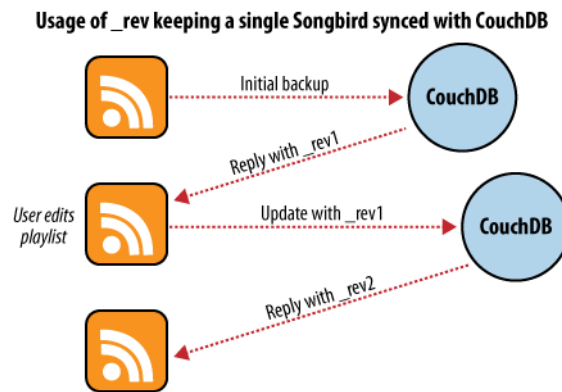 Usage of _rev keeping a single Songbird synced with CouchDB
Initial backup
CouchDB
Reply with _rev1
User edits
playlist
Update with _rev1
CouchDB
Reply with _rev2